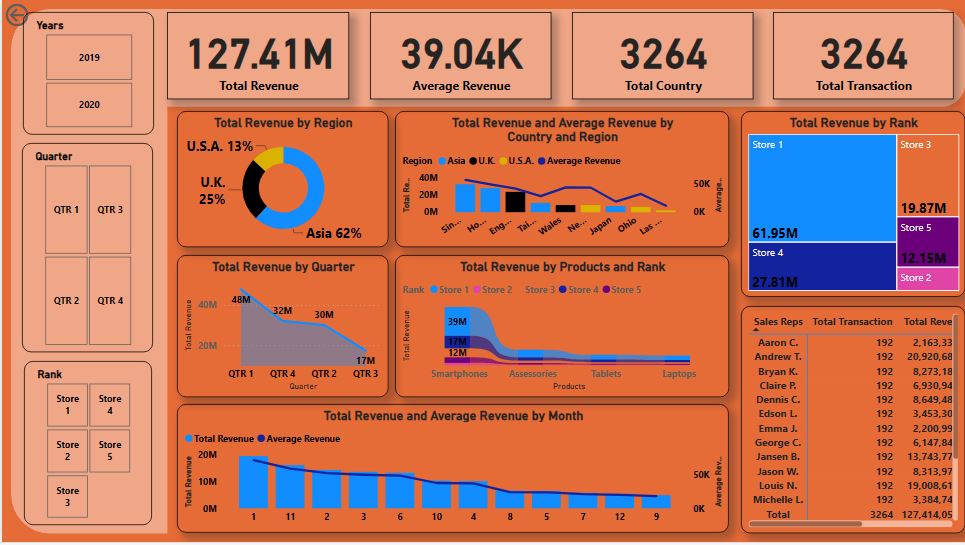 Years
2019
2020
Quarter
QTR 1
QTR 3
QTR 2
QTR 4
Rank
Store 1
Store 4
Store 2
Store 5
Store 3
127.41M
Total Revenue
39.04K
Average Revenue
3264
Total Country
3264
Total Transaction
Total Revenue by Region
U.S.A. 13%
U.K.
25%
Asia 62%
Total Revenue and Average Revenue by
Country and Region
Region Asia U.K. U.S.A. Average Revenue
Total Re...
40M
20M
0M
50K
0K
Average...
Sin... Ho... Eng... Tai... Wales Ne... Japan Ohio Las ...
Total Revenue by Rank
Store 1
61.95M
Store 3
19.87M
Store 4
27.81M
Store 5
12.15M
Store 2
Total Revenue by Quarter
Total Revenue
40M
20M
48M
32M
30M
17M
QTR 1 QTR 4 QTR 2 QTR 3
Quarter
Total Revenue by Products and Rank
Rank Store 1 Store 2 Store 3 Store 4 Store 5
Total Revenue
39M
17M
12M
Smartphones Assessories Tablets Laptops
Products
Total Revenue and Average Revenue by Month
Total Revenue Average Revenue
Total Revenue
20M
10M
0M
50K
0K
Average Rev...
1 11 2 3 6 10 4 8 5 7 12 9
Sales Reps Total Transaction Total Reve
Aaron C. 192 2,163,33
Andrew T. 192 20,920,68
Bryan K. 192 8,273,18
Claire P. 192 6,930,94
Dennis C. 192 8,649,48
Edson L. 192 3,453,30
Emma J. 192 2,200,99
George C. 192 6,147,84
Jansen B. 192 13,743,77
Jason W. 192 8,313,97
Louis N. 192 19,008,61
Michelle L. 192 3,384,74
Total 3264 127,414,05